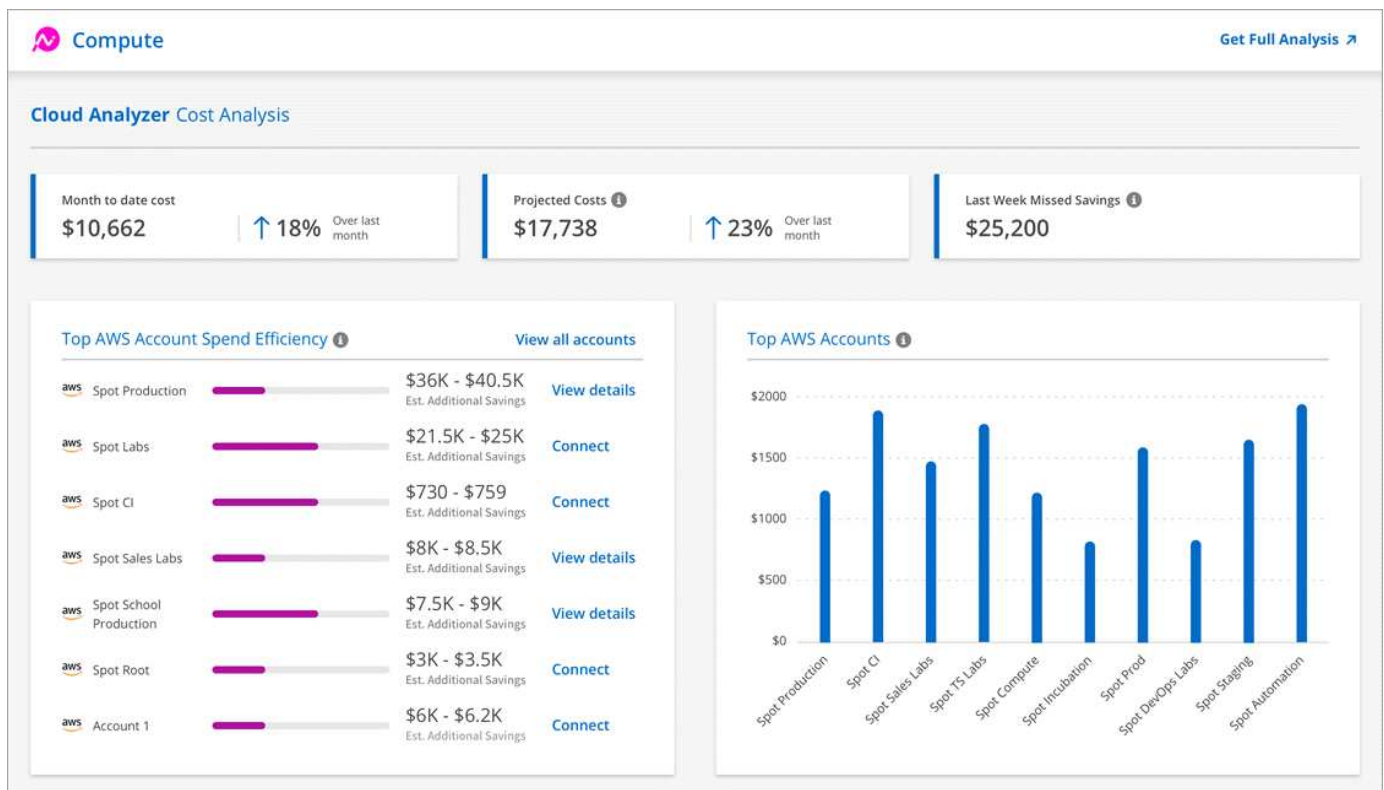 Compute
Get Full Analysis
Cloud Analyzer Cost Analysis
Month to date cost
$10,662
18%
Over last
month
Projected Costs
$17,738
23%
Over last
month
Last Week Missed Savings
$25,200
Top AWS Account Spend Efficiency
View all accounts
aws Spot Production
$36K - $40.5K
Est. Additional Savings
View details
aws Spot Labs
$21.5K - $25K
Est. Additional Savings
Connect
aws Spot CI
$730 - $759
Est. Additional Savings
Connect
aws Spot Sales Labs
$8K - $8.5K
Est. Additional Savings
View details
aws Spot School
Production
$7.5K - $9K
Est. Additional Savings
View details
aws Spot Root
$3K - $3.5K
Est. Additional Savings
Connect
aws Account 1
$6K - $6.2K
Est. Additional Savings
Connect
Top AWS Accounts
$2000
$1500
$1000
$500
$0
Spot Production
Spot CI
Spot Sales Labs
Spot TS Labs
Spot Compute
Spot Incubation
Spot Prod
Spot DevOps Labs
Spot Staging
Spot Automation